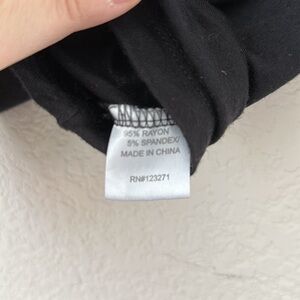 95% RAYON
5% SPANDEX/
MADE IN CHINA
RN#123271